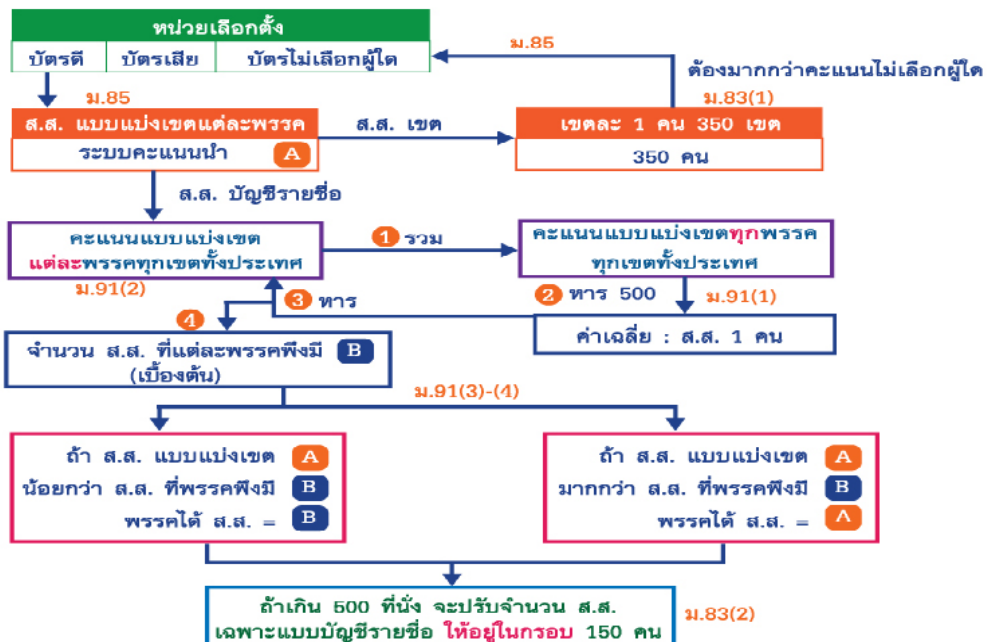 หน่วยเลือกตั้ง
บัตรดี บัตรเสีย บัตรไม่เลือกผู้ใด
ม.85
ต้องมากกว่าคะแนนไม่เลือกผู้ใด
ม.85
ม.83(1)
ส.ส. แบบแบ่งเขตแต่ละพรรค
ระบบคะแนนนำ A
ส.ส. เขต
เขตละ 1 คน 350 เขต
350 คน
ส.ส. บัญชีรายชื่อ
คะแนนแบบแบ่งเขต
แต่ละพรรคทุกเขตทั้งประเทศ
1 รวม
คะแนนแบบแบ่งเขตทุกพรรค
ทุกเขตทั้งประเทศ
ม.91(2)
3 หาร
2 หาร 500
ม.91(1)
4
ค่าเฉลี่ย : ส.ส. 1 คน
จำนวน ส.ส. ที่แต่ละพรรคพึงมี B
(เบื้องต้น)
ม.91(3)-(4)
ถ้า ส.ส. แบบแบ่งเขต A
น้อยกว่า ส.ส. ที่พรรคพึงมี B
พรรคได้ ส.ส. = B
ถ้า ส.ส. แบบแบ่งเขต A
มากกว่า ส.ส. ที่พรรคพึงมี B
พรรคได้ ส.ส. = A
ถ้าเกิน 500 ที่นั่ง จะปรับจำนวน ส.ส.
เฉพาะแบบบัญชีรายชื่อ ให้อยู่ในกรอบ 150 คน
ม.83(2)